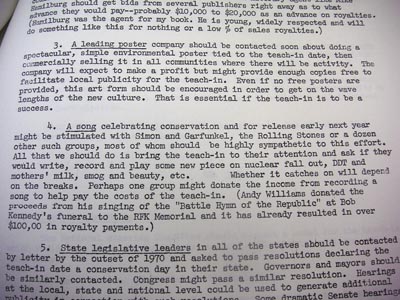 Hamilburg should get bids from several publishers right away as to what
advance they would pay--probably $10,000 to $20,000 as an advance on royalties.
(Hamilburg was the agent for my book. He is young, widely respected and will
do something like this for nothing or a low % of sales royalties.)
3. A leading poster company should be contacted soon about doing a
spectacular, simple environmental poster tied to the teach-in date, then
commercially selling it in all communities where there will be activity. The
company will expect to make a profit but might provide enough copies free to
facilitate local publicity for the teach-in. Even if no free posters are
provided, this art form should be encouraged in order to get on the wave
lengths of the new culture. That is essential if the teach-in is to be a
success.
4. A song celebrating conservation and for release early next year
might be stimulated with Simon and Garfunkel, the Rolling Stones or a dozen
other such groups, most of whom should be highly sympathetic to this effort.
All that we should do is bring the teach-in to their attention and ask if they
would write, record and play some new piece on nuclear fall out, DDT and
mothers' milk, smog and beauty, etc. Whether it catches on will depend
on the breaks. Perhaps one group might donate the income from recording a
song to help pay the costs of the teach-in. (Andy Williams donated the
proceeds from his singing of the "Battle Hymn of the Republic" at Bob
Kennedy's funeral to the RFK Memorial and it has already resulted in over
$100,00 in royalty payments.)
5. State legislative leaders in all of the states should be contacted
by letter by the outset of 1970 and asked to pass resolutions declaring the
teach-in date a conservation day in their state. Governors and mayors should
be similarly contacted. Congress might pass a similar resolution. Hearings
at the local, state and national level could be used to generate additional
publicity in connection with such resolutions. Some dramatic Senate hearings